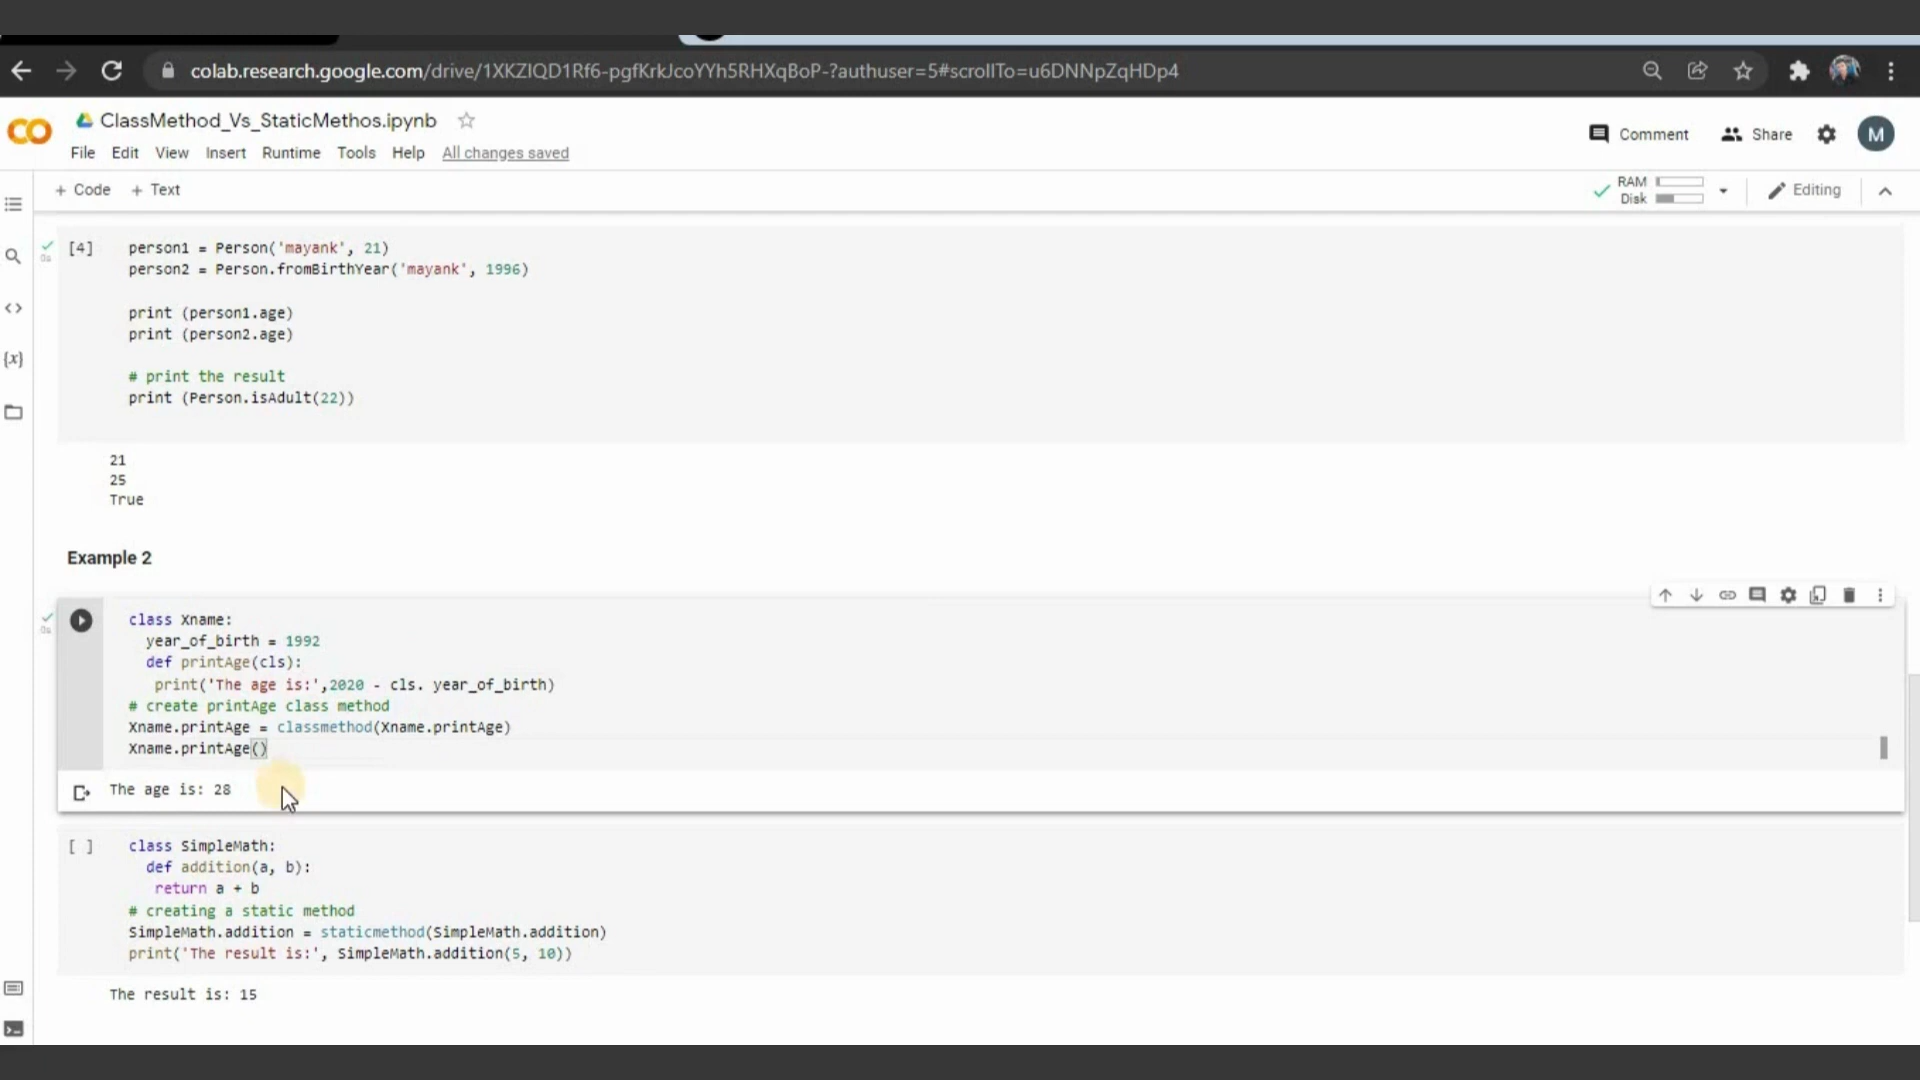 colab.research.google.com/drive/1XKZIQD1Rf6-pgfKrkJcoYYh5RHXqBoP-?authuser=5#scrollTo=u6DNNpZqHDp4
ClassMethod_Vs_StaticMethos.ipynb
Comment Share M
File Edit View Insert Runtime Tools Help All changes saved
+ Code + Text
RAM
Disk
Editing
[4] person1 = Person('mayank', 21)
person2 = Person.fromBirthYear('mayank', 1996)
print (person1.age)
print (person2.age)
# print the result
print (Person.isAdult(22))
21
25
True
Example 2
class Xname:
year_of_birth = 1992
def printAge(cls):
print('The age is:',2020 - cls. year_of_birth)
# create printAge class method
Xname.printAge = classmethod(Xname.printAge)
Xname.printAge()
The age is: 28
[ ] class SimpleMath:
def addition(a, b):
return a + b
# creating a static method
SimpleMath.addition = staticmethod(SimpleMath.addition)
print('The result is:', SimpleMath.addition(5, 10))
The result is: 15